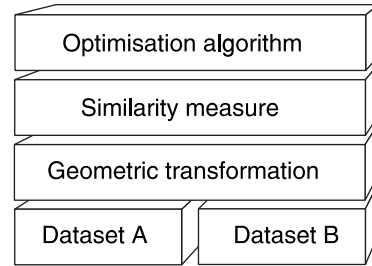 Optimisation algorithm
Similarity measure
Geometric transformation
Dataset A Dataset B